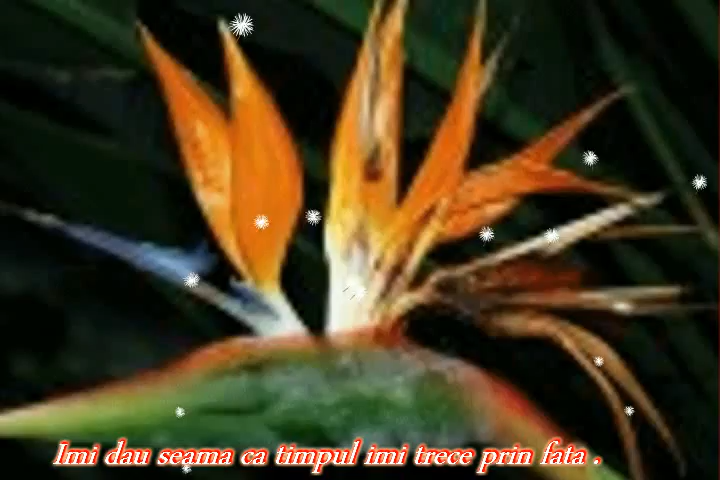 Imi dau seama ca timpul imi trece prin fata .